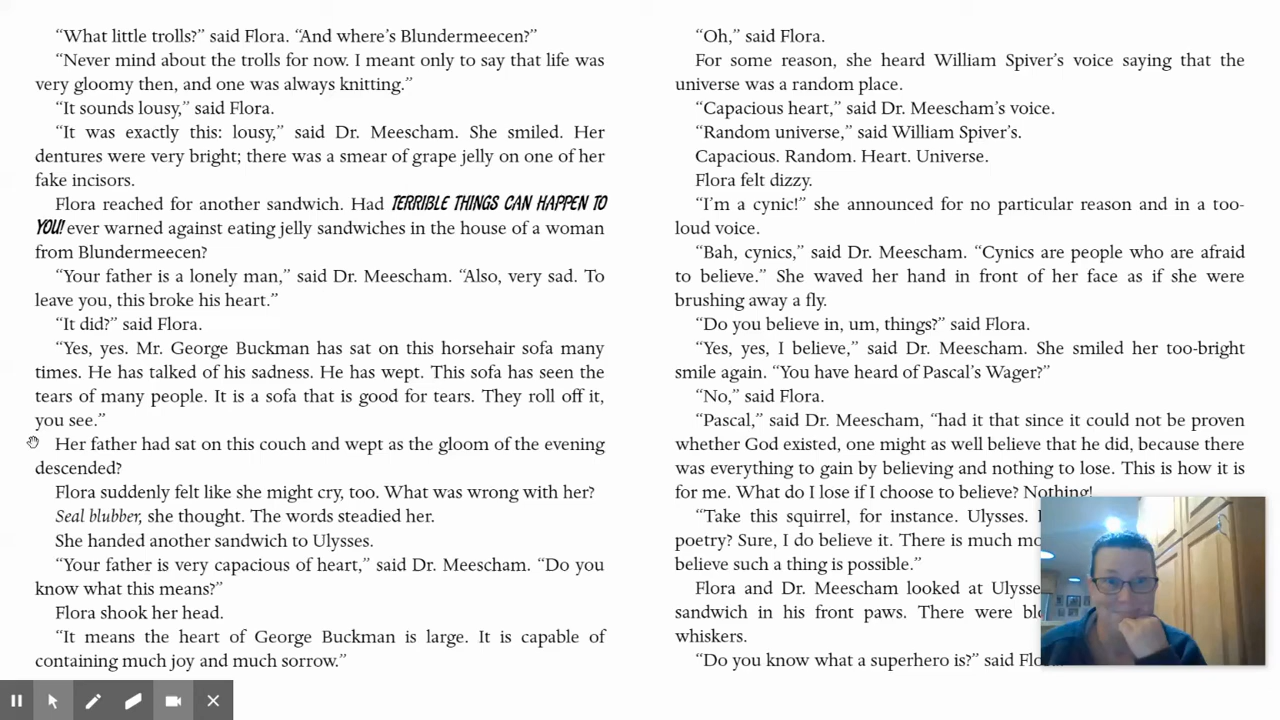 “What little trolls?” said Flora. “And where’s Blundermeecen?”
“Never mind about the trolls for now. I meant only to say that life was
very gloomy then, and one was always knitting.”
“It sounds lousy,” said Flora.
“It was exactly this: lousy,” said Dr. Meescham. She smiled. Her
dentures were very bright; there was a smear of grape jelly on one of her
fake incisors.
Flora reached for another sandwich. Had TERRIBLE THINGS CAN HAPPEN TO
YOU! ever warned against eating jelly sandwiches in the house of a woman
from Blundermeecen?
“Your father is a lonely man,” said Dr. Meescham. “Also, very sad. To
leave you, this broke his heart.”
“It did?” said Flora.
“Yes, yes. Mr. George Buckman has sat on this horsehair sofa many
times. He has talked of his sadness. He has wept. This sofa has seen the
tears of many people. It is a sofa that is good for tears. They roll off it,
you see.”
Her father had sat on this couch and wept as the gloom of the evening
descended?
Flora suddenly felt like she might cry, too. What was wrong with her?
Seal blubber, she thought. The words steadied her.
She handed another sandwich to Ulysses.
“Your father is very capacious of heart,” said Dr. Meescham. “Do you
know what this means?”
Flora shook her head.
“It means the heart of George Buckman is large. It is capable of
containing much joy and much sorrow.”
“Oh,” said Flora.
For some reason, she heard William Spiver’s voice saying that the
universe was a random place.
“Capacious heart,” said Dr. Meescham’s voice.
“Random universe,” said William Spiver’s.
Capacious. Random. Heart. Universe.
Flora felt dizzy.
“I’m a cynic!” she announced for no particular reason and in a too-
loud voice.
“Bah, cynics,” said Dr. Meescham. “Cynics are people who are afraid
to believe.” She waved her hand in front of her face as if she were
brushing away a fly.
“Do you believe in, um, things?” said Flora.
“Yes, yes, I believe,” said Dr. Meescham. She smiled her too-bright
smile again. “You have heard of Pascal’s Wager?”
“No,” said Flora.
“Pascal,” said Dr. Meescham, “had it that since it could not be proven
whether God existed, one might as well believe that he did, because there
was everything to gain by believing and nothing to lose. This is how it is
for me. What do I lose if I choose to believe? Nothing!
“Take this squirrel, for instance. Ulysses.
poetry? Sure, I do believe it. There is much
believe such a thing is possible.”
Flora and Dr. Meescham looked at
sandwich in his front paws. There were
whiskers.
“Do you know what a superhero is?” said